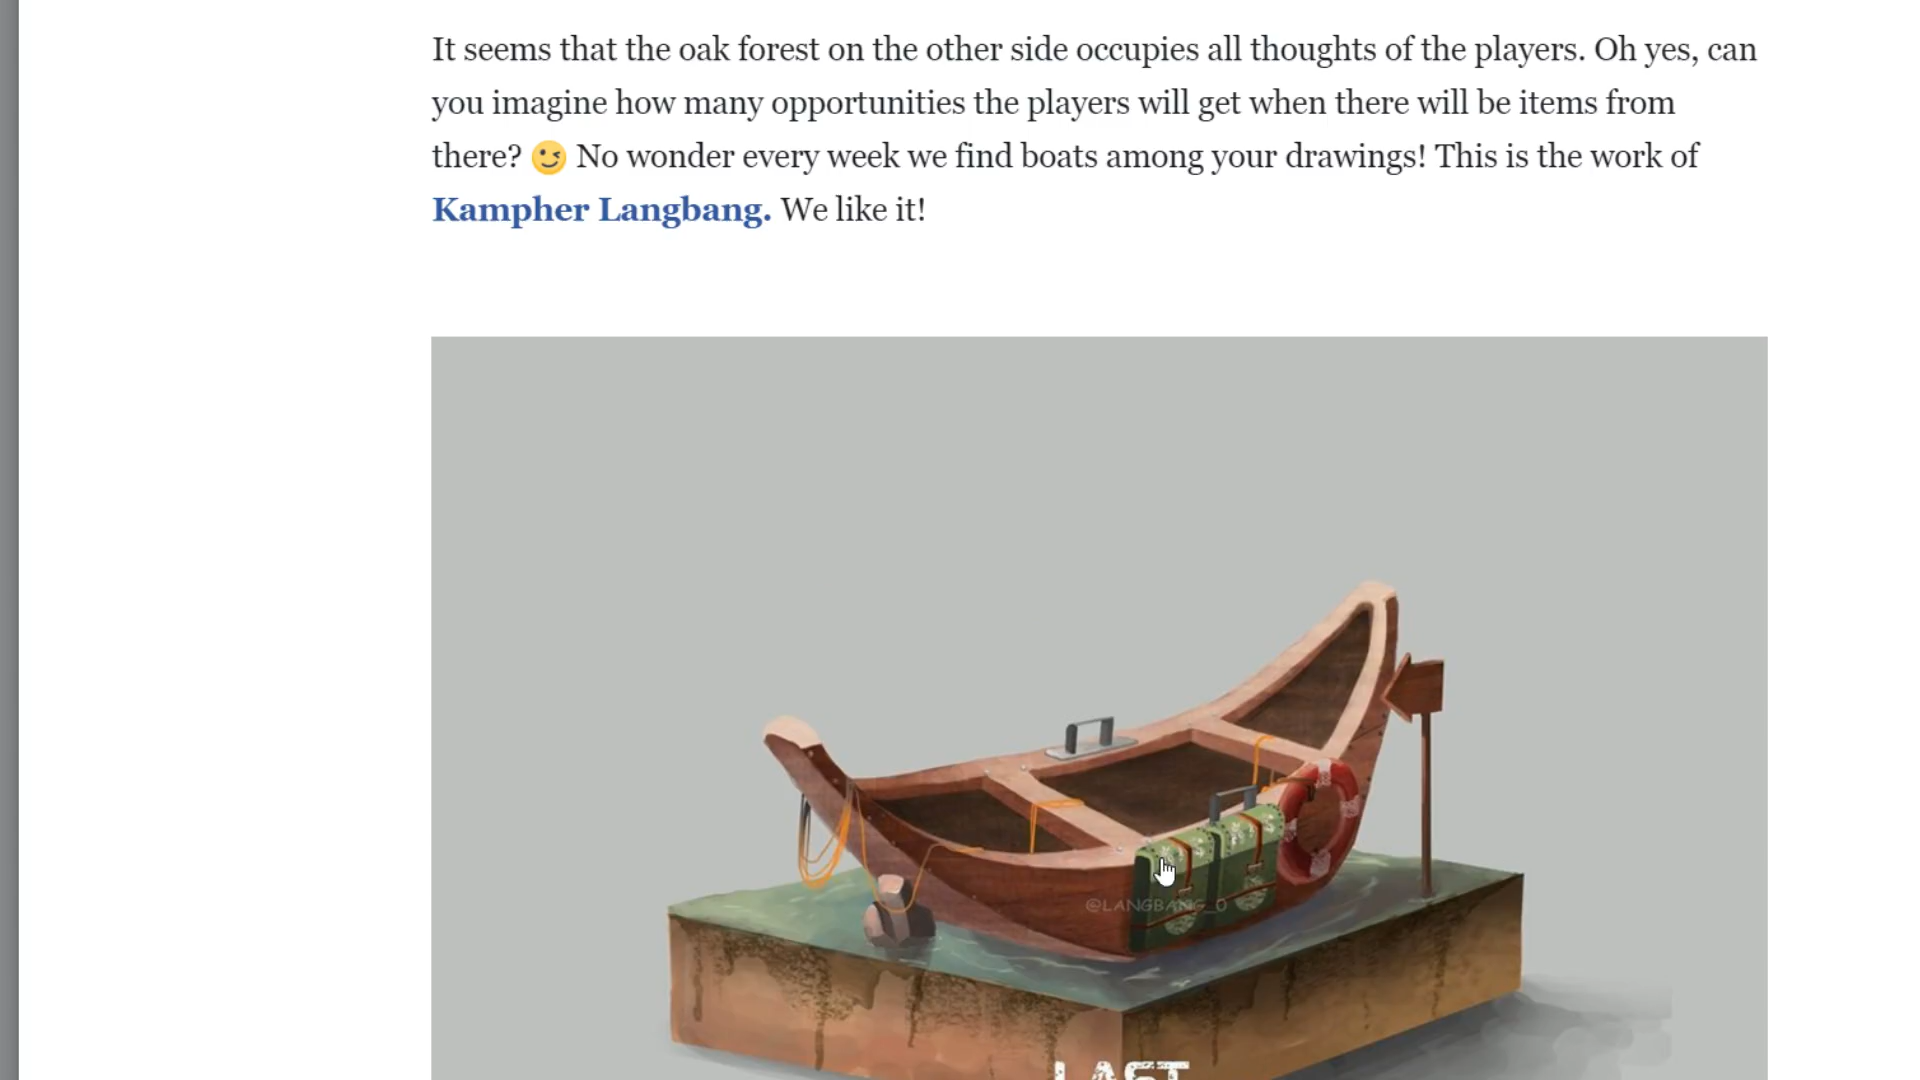 It seems that the oak forest on the other side occupies all thoughts of the players. Oh yes, can
you imagine how many opportunities the players will get when there will be items from
there? 😉 No wonder every week we find boats among your drawings! This is the work of
Kampher Langbang. We like it!
@LANGBANG_0
LAST